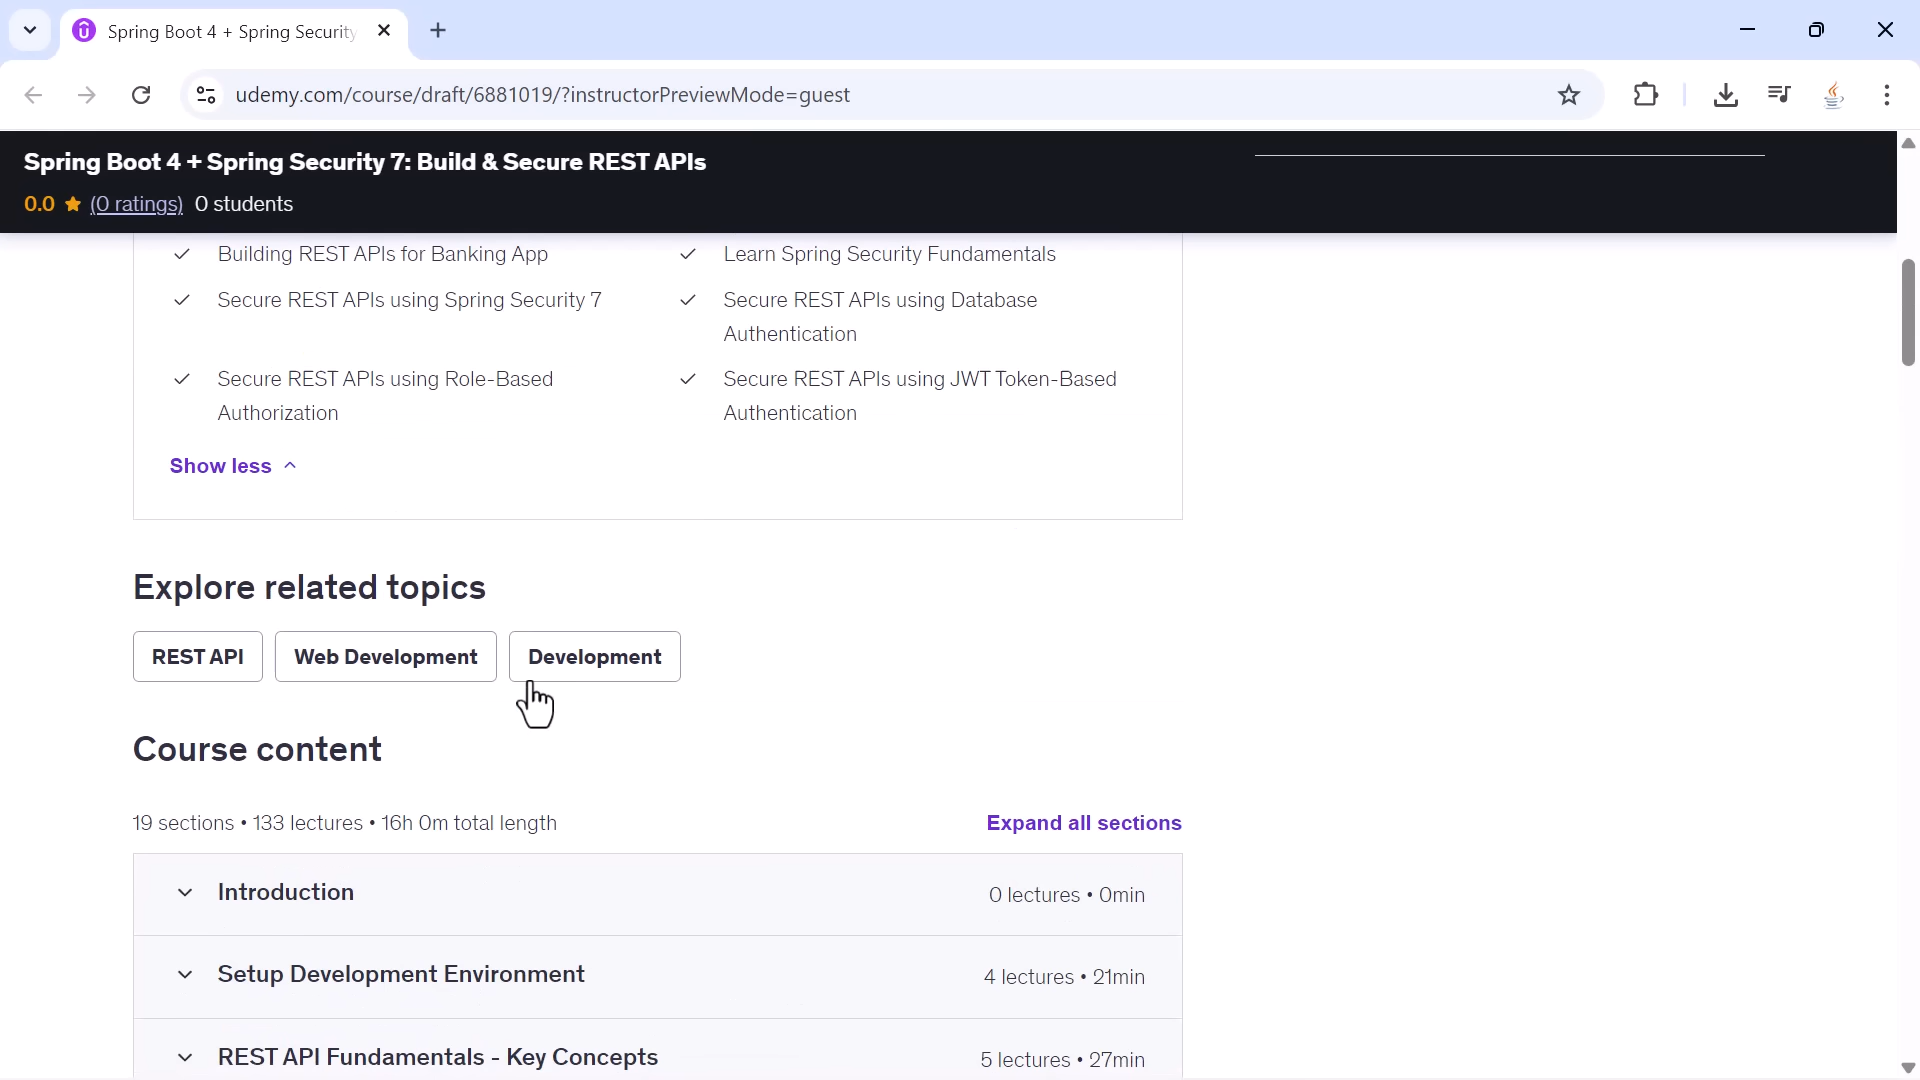 Spring Boot 4 + Spring Security
udemy.com/course/draft/6881019/?instructorPreviewMode=guest
Spring Boot 4 + Spring Security 7: Build & Secure REST APIs
0.0 ★ (0 ratings) 0 students
✓ Building REST APIs for Banking App
✓ Learn Spring Security Fundamentals
✓ Secure REST APIs using Spring Security 7
✓ Secure REST APIs using Database
Authentication
✓ Secure REST APIs using Role-Based
Authorization
✓ Secure REST APIs using JWT Token-Based
Authentication
Show less
Explore related topics
REST API
Web Development
Development
Course content
19 sections • 133 lectures • 16h 0m total length
Expand all sections
Introduction
0 lectures • 0min
Setup Development Environment
4 lectures • 21min
REST API Fundamentals - Key Concepts
5 lectures • 27min